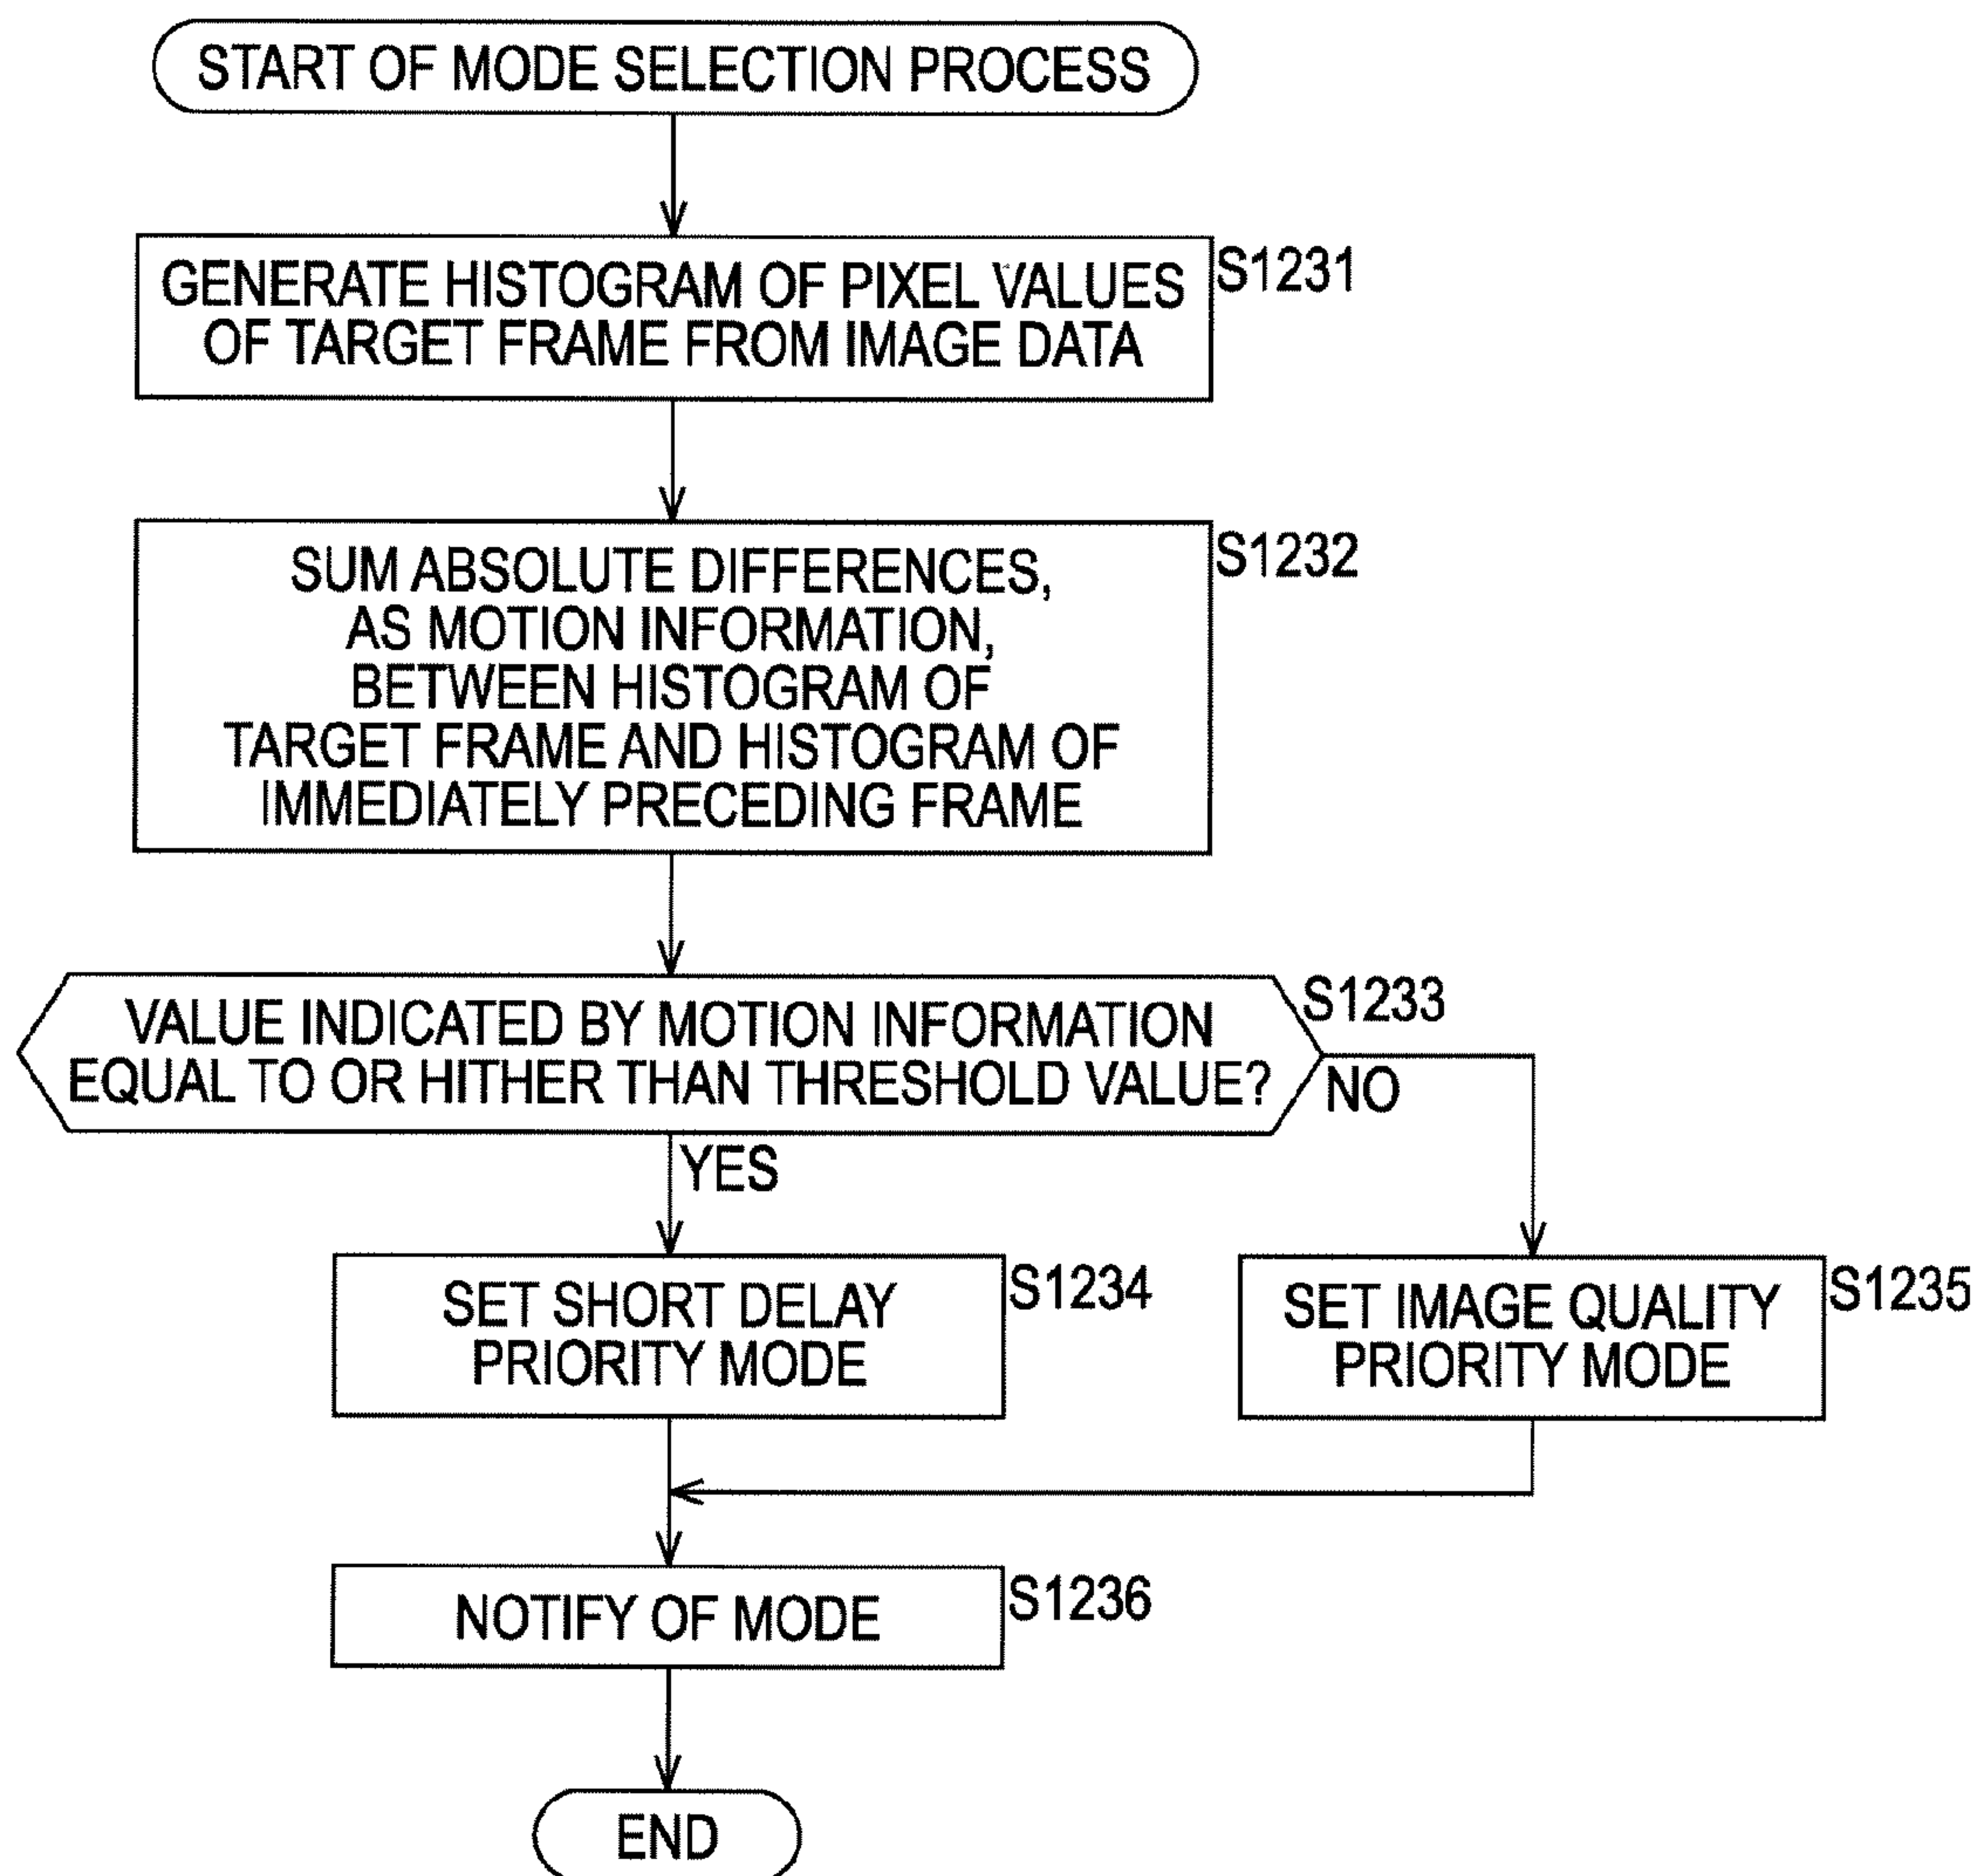 START OF MODE SELECTION PROCESS
GENERATE HISTOGRAM OF PIXEL VALUES
OF TARGET FRAME FROM IMAGE DATA
S1231
SUM ABSOLUTE DIFFERENCES,
AS MOTION INFORMATION,
BETWEEN HISTOGRAM OF
TARGET FRAME AND HISTOGRAM OF
IMMEDIATELY PRECEDING FRAME
S1232
VALUE INDICATED BY MOTION INFORMATION
EQUAL TO OR HITHER THAN THRESHOLD VALUE?
S1233
NO
YES
SET SHORT DELAY
PRIORITY MODE
S1234
SET IMAGE QUALITY
PRIORITY MODE
S1235
NOTIFY OF MODE
S1236
END